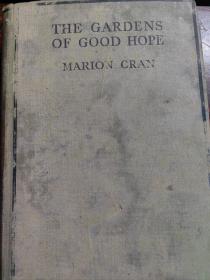 THE GARDENS
OF GOOD HOPE
MARION CRAN